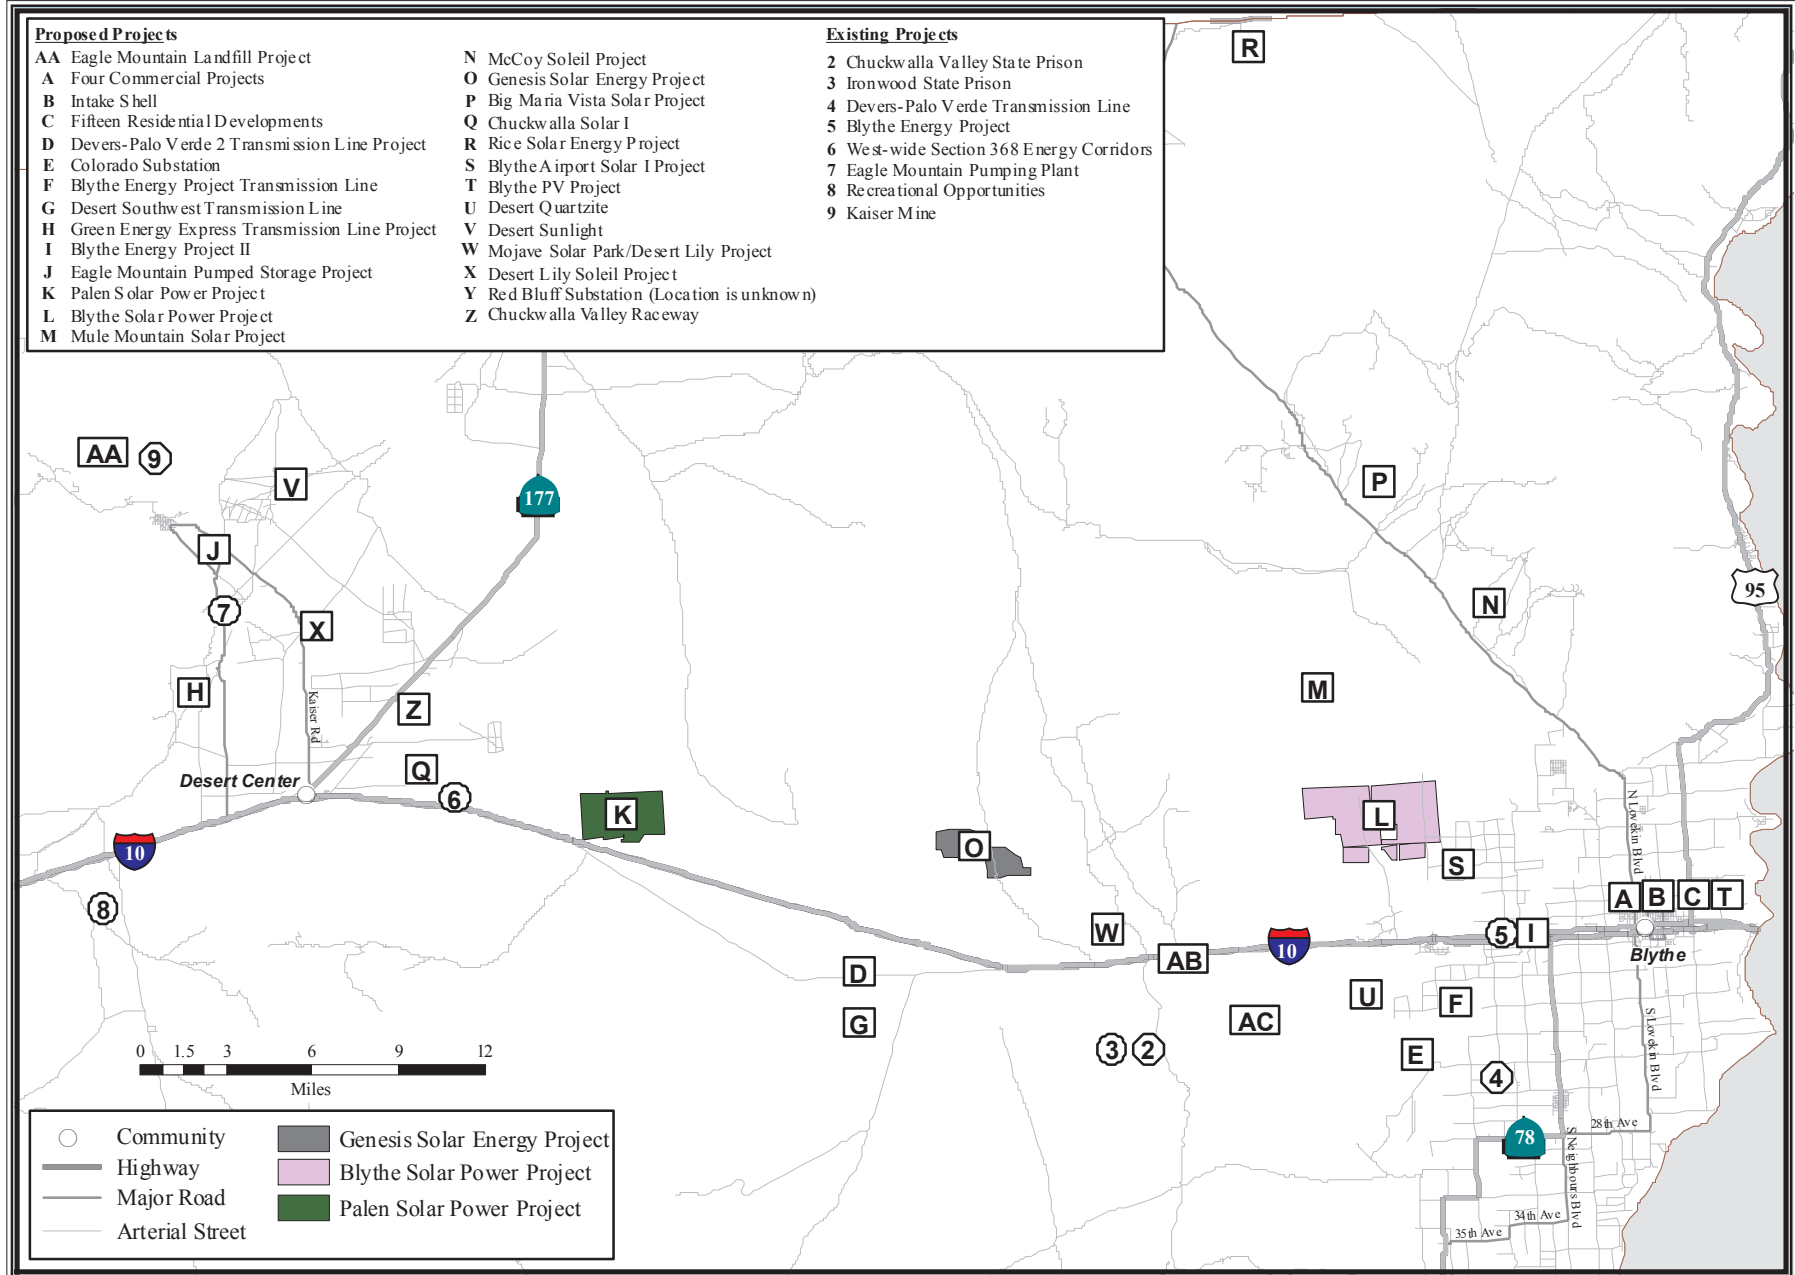 Proposed Projects
AA Eagle Mountain Landfill Project
A Four Commercial Projects
B Intake Shell
C Fifteen Residential Developments
D Devers-Palo Verde 2 Transmission Line Project
E Colorado Substation
F Blythe Energy Project Transmission Line
G Desert Southwest Transmission Line
H Green Energy Express Transmission Line Project
I Blythe Energy Project II
J Eagle Mountain Pumped Storage Project
K Palen Solar Power Project
L Blythe Solar Power Project
M Mule Mountain Solar Project
N McCoy Soleil Project
O Genesis Solar Energy Project
P Big Maria Vista Solar Project
Q Chuckwalla Solar I
R Rice Solar Energy Project
S Blythe Airport Solar I Project
T Blythe PV Project
U Desert Quartzite
V Desert Sunlight
W Mojave Solar Park/Desert Lily Project
X Desert Lily Soleil Project
Y Red Bluff Substation (Location is unknown)
Z Chuckwalla Valley Raceway
Existing Projects
2 Chuckwalla Valley State Prison
3 Ironwood State Prison
4 Devers-Palo Verde Transmission Line
5 Blythe Energy Project
6 West-wide Section 368 Energy Corridors
7 Eagle Mountain Pumping Plant
8 Recreational Opportunities
9 Kaiser Mine
R
AA
9
V
177
P
J
95
7
X
N
H
Kaiser Rd
Z
M
Desert Center
Q
6
K
L
N Lovekin Blvd
10
O
S
8
A
B
C
T
W
5
I
10
Blythe
AB
D
U
F
G
AC
S Lovekin Blvd
3
2
E
4
0 1.5 3 6 9 12
Miles
78
28th Ave
S Neighbours Blvd
34th Ave
35th Ave
Community
Highway
Major Road
Arterial Street
Genesis Solar Energy Project
Blythe Solar Power Project
Palen Solar Power Project